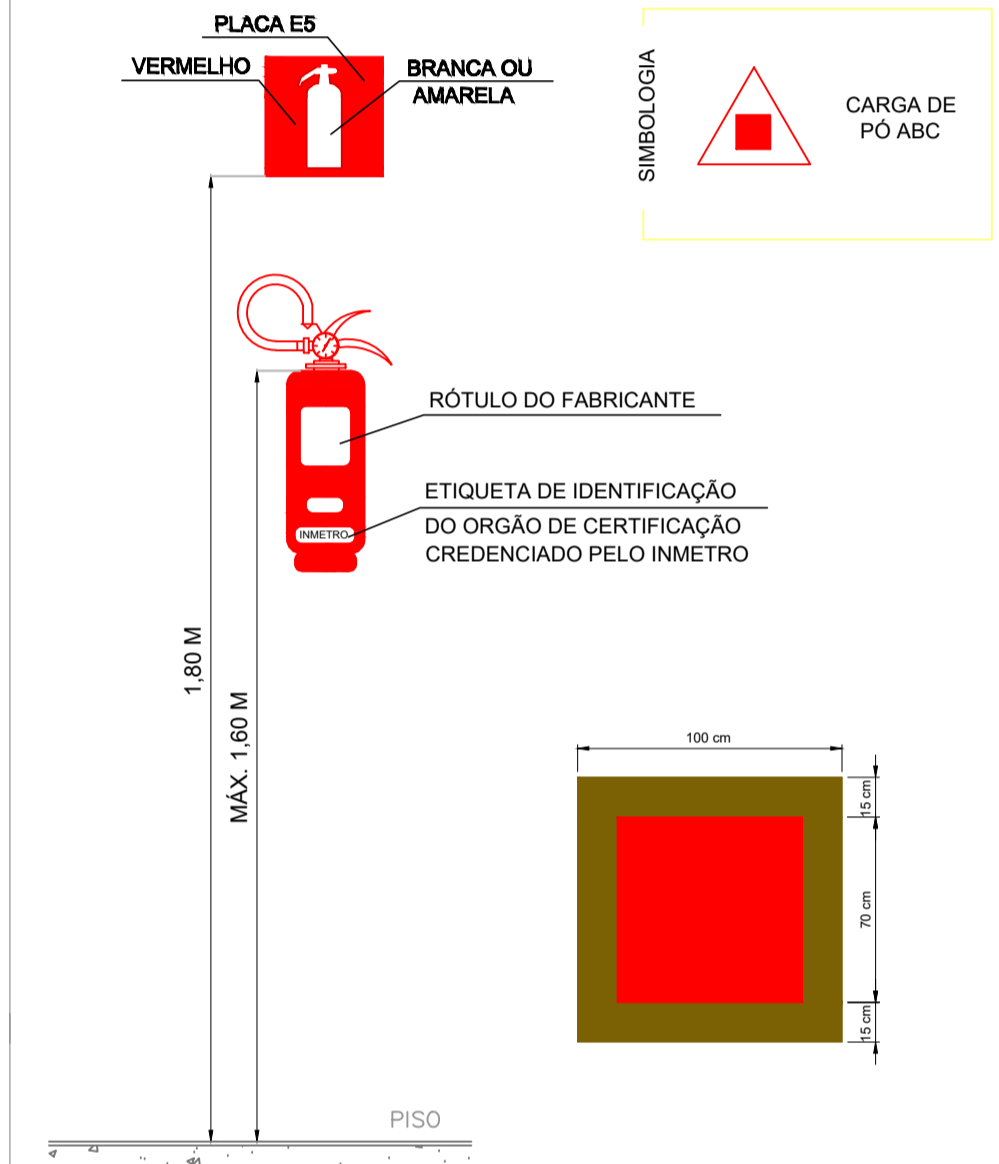 PLACA E5
VERMELHO
BRANCA OU
AMARELA
SIMBOLOGIA
CARGA DE
PÓ ABC
RÓTULO DO FABRICANTE
ETIQUETA DE IDENTIFICAÇÃO
DO ORGÃO DE CERTIFICAÇÃO
CREDENCIADO PELO INMETRO
INMETRO
1,80 M
MÁX. 1,60 M
100 cm
15 cm
70 cm
15 cm
PISO